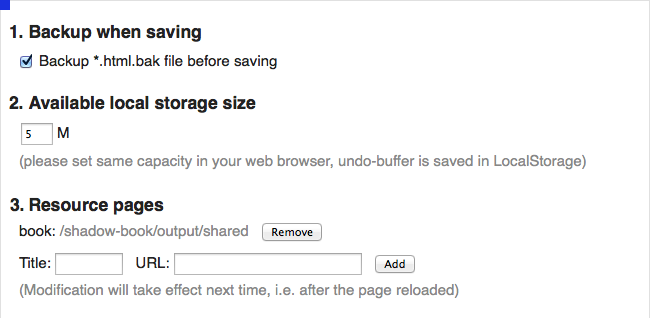 1. Backup when saving
Backup *.html.bak file before saving
2. Available local storage size
5 M
(please set same capacity in your web browser, undo-buffer is saved in LocalStorage)
3. Resource pages
book: /shadow-book/output/shared Remove
Title: URL: Add
(Modification will take effect next time, i.e. after the page reloaded)